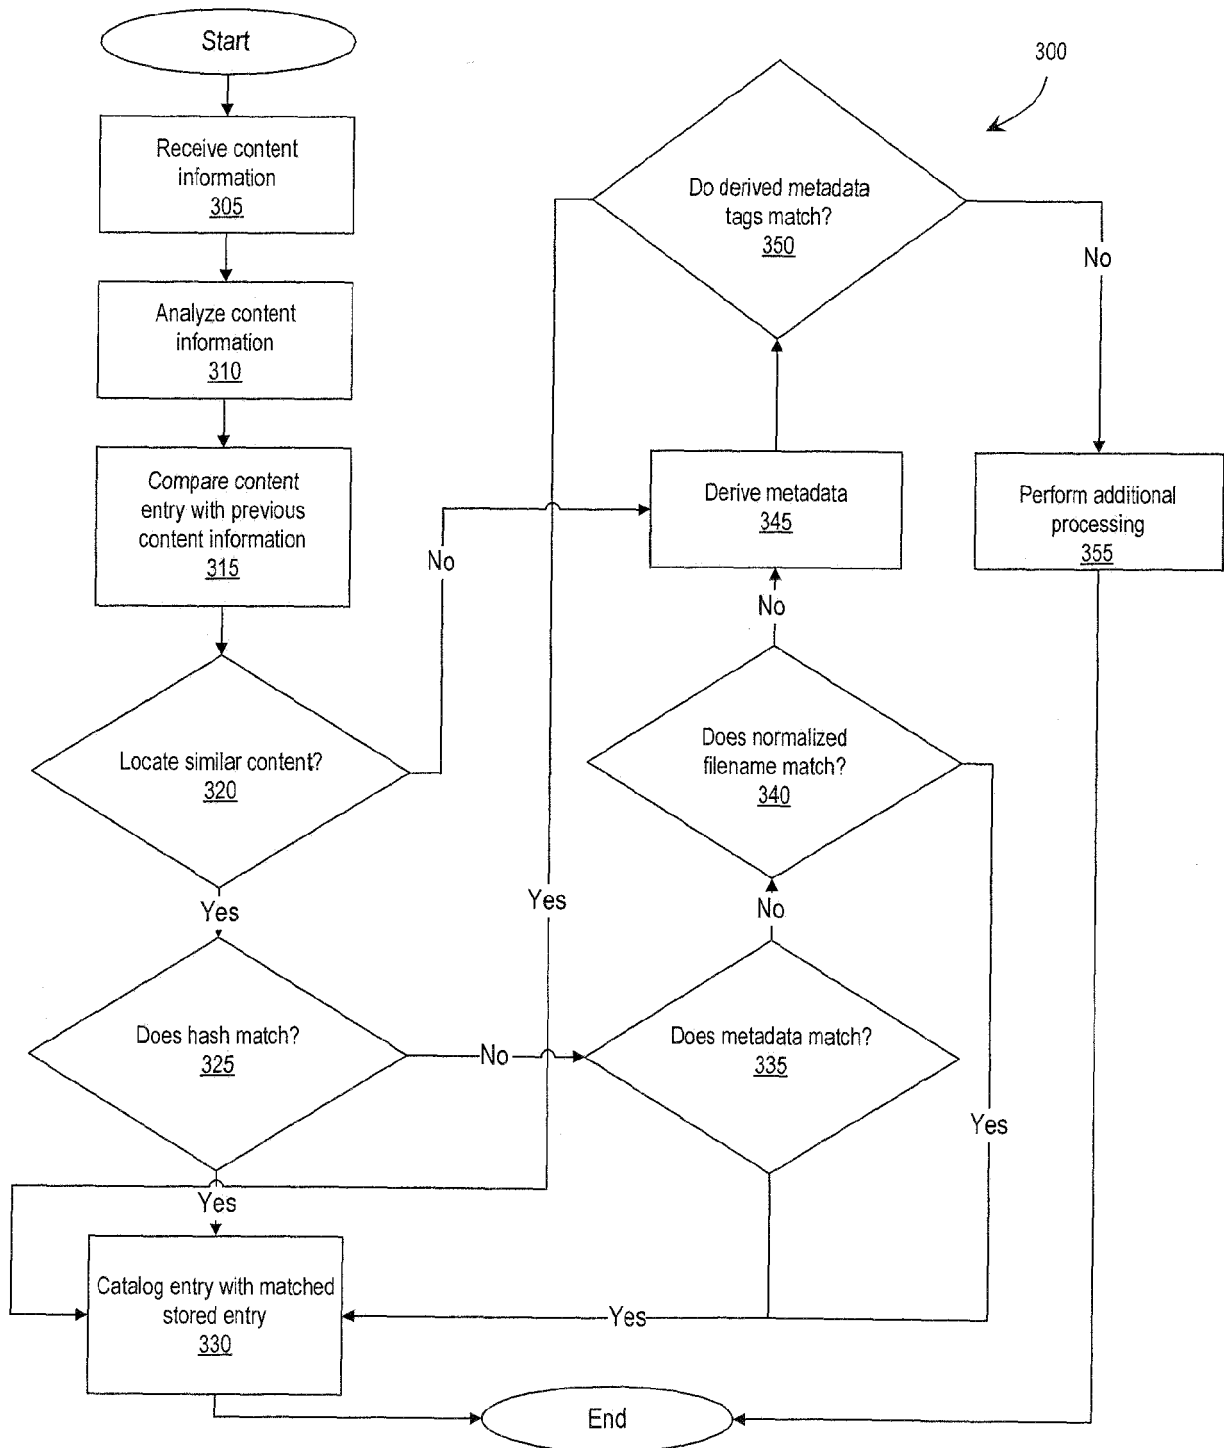 Start
300
Receive content
information
305
Do derived metadata
tags match?
350
No
Analyze content
information
310
Compare content
entry with previous
content information
315
No
Derive metadata
345
Perform additional
processing
355
No
Locate similar content?
320
Does normalized
filename match?
340
Yes
Yes
No
Does hash match?
325
No
Does metadata match?
335
Yes
Yes
Catalog entry with matched
stored entry
330
Yes
End